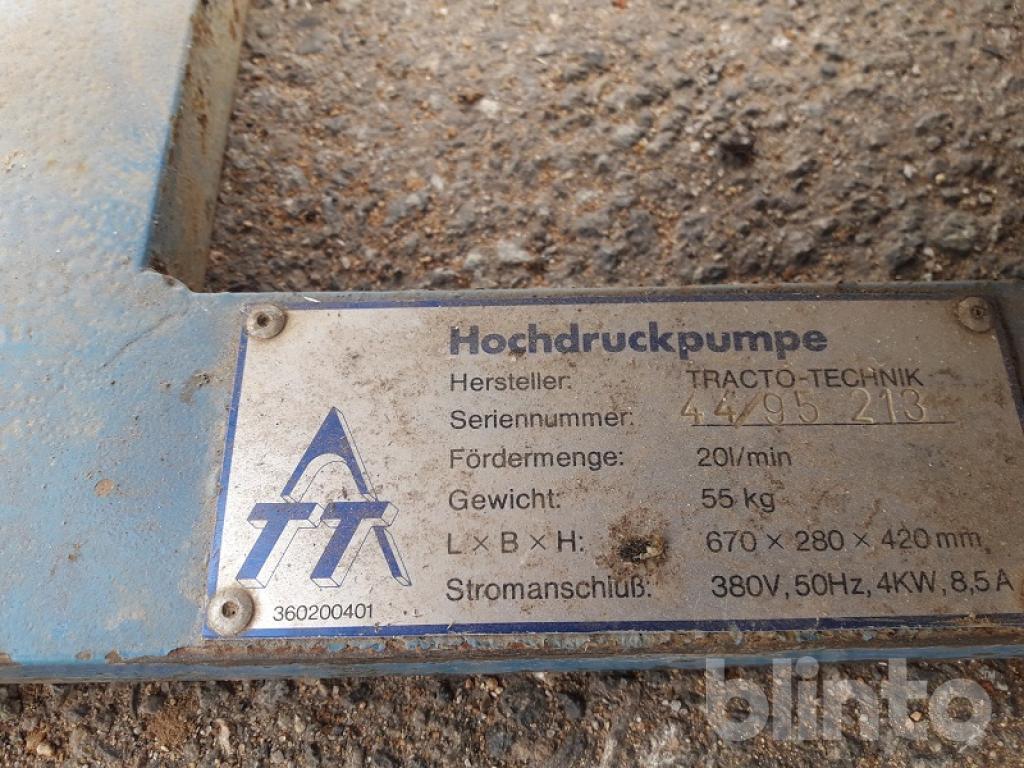 Hochdruckpumpe
Hersteller: TRACTO-TECHNIK
Seriennummer: 44/95 213
Fördermenge: 20l/min
Gewicht: 55 kg
L × B × H: 670 × 280 × 420 mm
Stromanschluß: 380V, 50Hz, 4KW, 8,5 A
TT
360200401
blinto